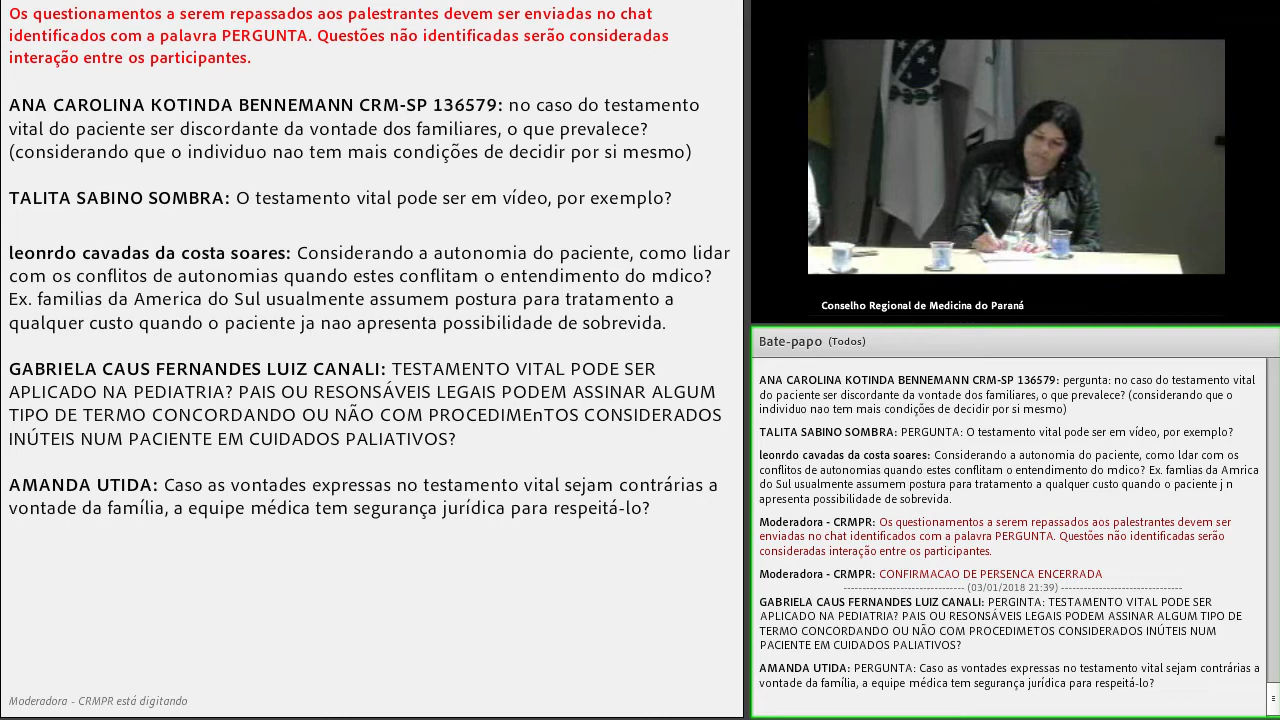 Os questionamentos a serem repassados aos palestrantes devem ser enviadas no chat
identificados com a palavra PERGUNTA. Questões não identificadas serão consideradas
interação entre os participantes.
ANA CAROLINA KOTINDA BENNEMANN CRM-SP 136579: no caso do testamento
vital do paciente ser discordante da vontade dos familiares, o que prevalece?
(considerando que o individuo nao tem mais condições de decidir por si mesmo)
TALITA SABINO SOMBRA: O testamento vital pode ser em vídeo, por exemplo?
leonrdo cavadas da costa soares: Considerando a autonomia do paciente, como lidar
com os conflitos de autonomias quando estes conflitam o entendimento do mdico?
Ex. familias da America do Sul usualmente assumem postura para tratamento a
qualquer custo quando o paciente ja nao apresenta possibilidade de sobrevida.
GABRIELA CAUS FERNANDES LUIZ CANALI: TESTAMENTO VITAL PODE SER
APLICADO NA PEDIATRIA? PAIS OU RESONSÁVEIS LEGAIS PODEM ASSINAR ALGUM
TIPO DE TERMO CONCORDANDO OU NÃO COM PROCEDIMEnTOS CONSIDERADOS
INÚTEIS NUM PACIENTE EM CUIDADOS PALIATIVOS?
AMANDA UTIDA: Caso as vontades expressas no testamento vital sejam contrárias a
vontade da família, a equipe médica tem segurança jurídica para respeitá-lo?
Moderadora - CRMPR está digitando
Conselho Regional de Medicina do Paraná
Bate-papo (Todos)
ANA CAROLINA KOTINDA BENNEMANN CRM-SP 136579: pergunta: no caso do testamento
vital do paciente ser discordante da vontade dos familiares, o que prevalece? (considerando que o
individuo nao tem mais condições de decidir por si mesmo)
TALITA SABINO SOMBRA: PERGUNTA: O testamento vital pode ser em vídeo, por exemplo?
leonrdo cavadas da costa soares: Considerando a autonomia do paciente, como ldar com os
conflitos de autonomias quando estes conflitam o entendimento do mdico? Ex. famlias da Amrica
do Sul usualmente assumem postura para tratamento a qualquer custo quando o paciente j n
apresenta possibilidade de sobrevida.
Moderadora - CRMPR: Os questionamentos a serem repassados aos palestrantes devem ser
enviadas no chat identificados com a palavra PERGUNTA. Questões não identificadas serão
consideradas interação entre os participantes.
Moderadora - CRMPR: CONFIRMACAO DE PERSENCA ENCERRADA
------------------------------- (03/01/2018 21:39) -------------------------------
GABRIELA CAUS FERNANDES LUIZ CANALI: PERGINTA: TESTAMENTO VITAL PODE SER
APLICADO NA PEDIATRIA? PAIS OU RESONSÁVEIS LEGAIS PODEM ASSINAR ALGUM TIPO DE
TERMO CONCORDANDO OU NÃO COM PROCEDIMETOS CONSIDERADOS INÚTEIS NUM
PACIENTE EM CUIDADOS PALIATIVOS?
AMANDA UTIDA: PERGUNTA: Caso as vontades expressas no testamento vital sejam contrárias a
vontade da família, a equipe médica tem segurança jurídica para respeitá-lo?